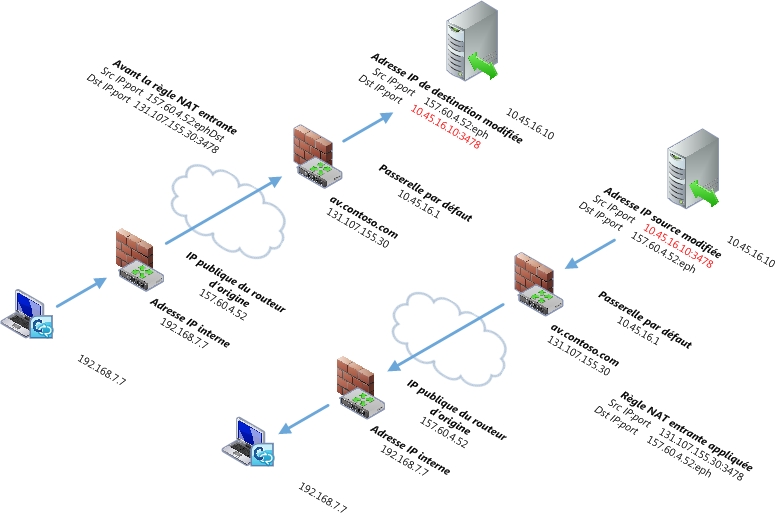 Avant la règle NAT entrante
Src IP:port 157.60.4.52:ephDst
Dst IP:port 131.107.155.30:3478
Adresse IP de destination modifiée
Src IP:port 157.60.4.52:eph
Dst IP:port 10.45.16.10:3478
10.45.16.10
Passerelle par défaut
10.45.16.1
av.contoso.com
131.107.155.30
IP publique du routeur
d'origine
157.60.4.52
Adresse IP interne
192.168.7.7
192.168.7.7
Adresse IP source modifiée
Src IP:port 10.45.16.10:3478
Dst IP:port 157.60.4.52:eph
10.45.16.10
Passerelle par défaut
10.45.16.1
av.contoso.com
131.107.155.30
Règle NAT entrante appliquée
Src IP:port 131.107.155.30:3478
Dst IP:port 157.60.4.52:eph
IP publique du routeur
d'origine
157.60.4.52
Adresse IP interne
192.168.7.7
192.168.7.7